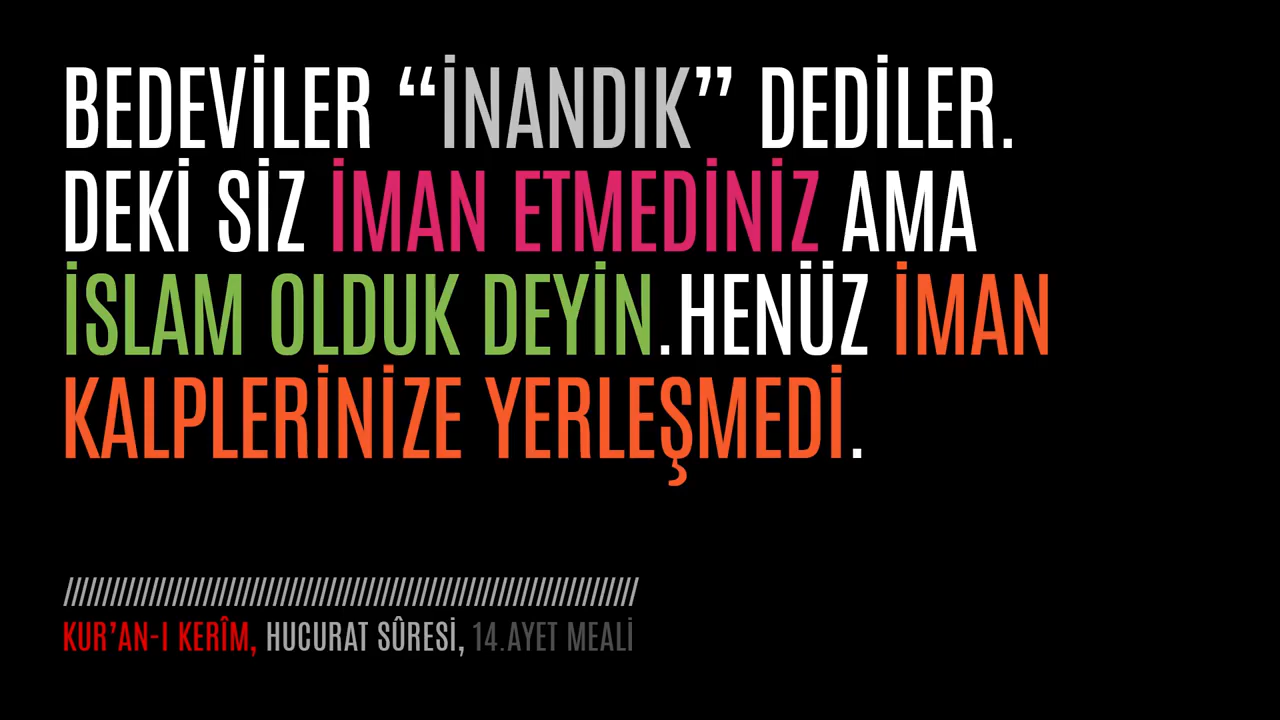 BEDEVİLER “İNANDIK” DEDİLER.
DEKİ SİZ İMAN ETMEDİNİZ AMA
İSLAM OLDUK DEYİN.HENÜZ İMAN
KALPLERİNİZE YERLEŞMEDİ.
KUR’AN-I KERÎM, HUCURAT SÛRESİ, 14.AYET MEALİ